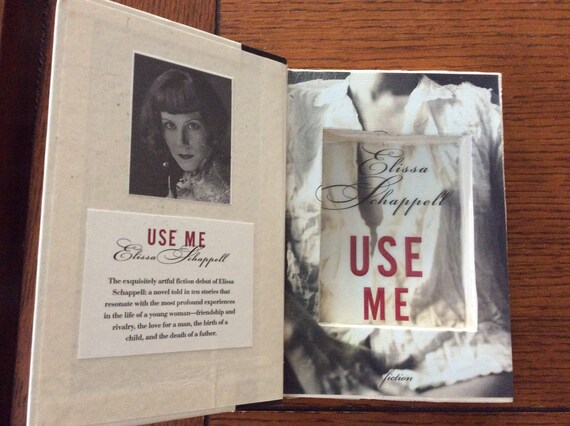 USE ME
Elissa Schappell
The exquisitely artful fiction debut of Elissa
Schappell: a novel told in ten stories that
resonate with the most profound experiences
in the life of a young woman—friendship and
rivalry, the love for a man, the birth of a
child, and the death of a father.
Elissa
Schappell
USE
ME
fiction